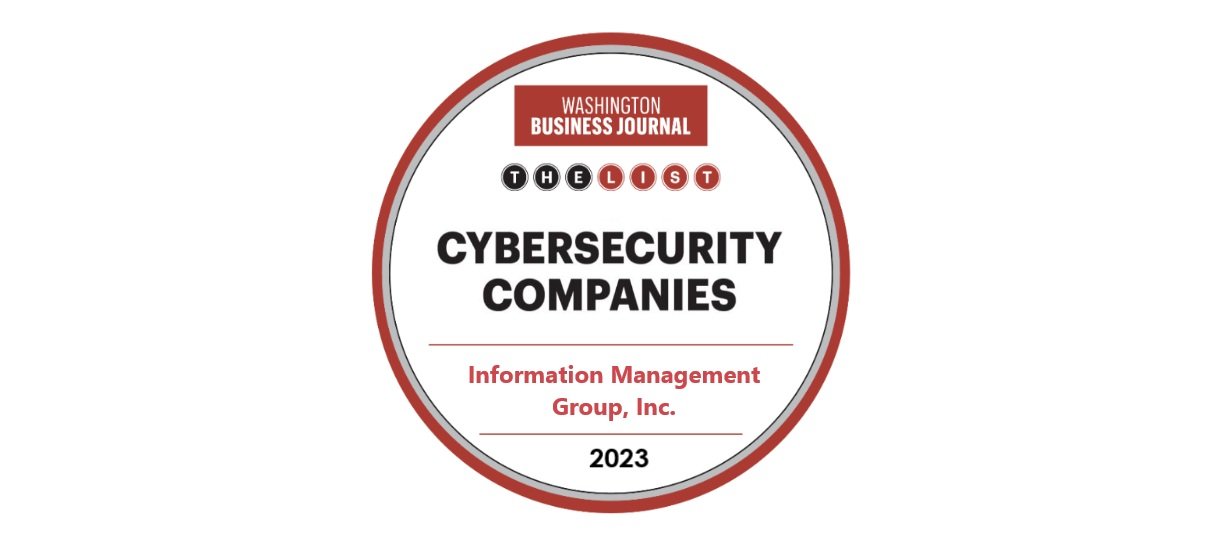 WASHINGTON
BUSINESS JOURNAL
THE LIST
CYBERSECURITY
COMPANIES
Information Management
Group, Inc.
2023